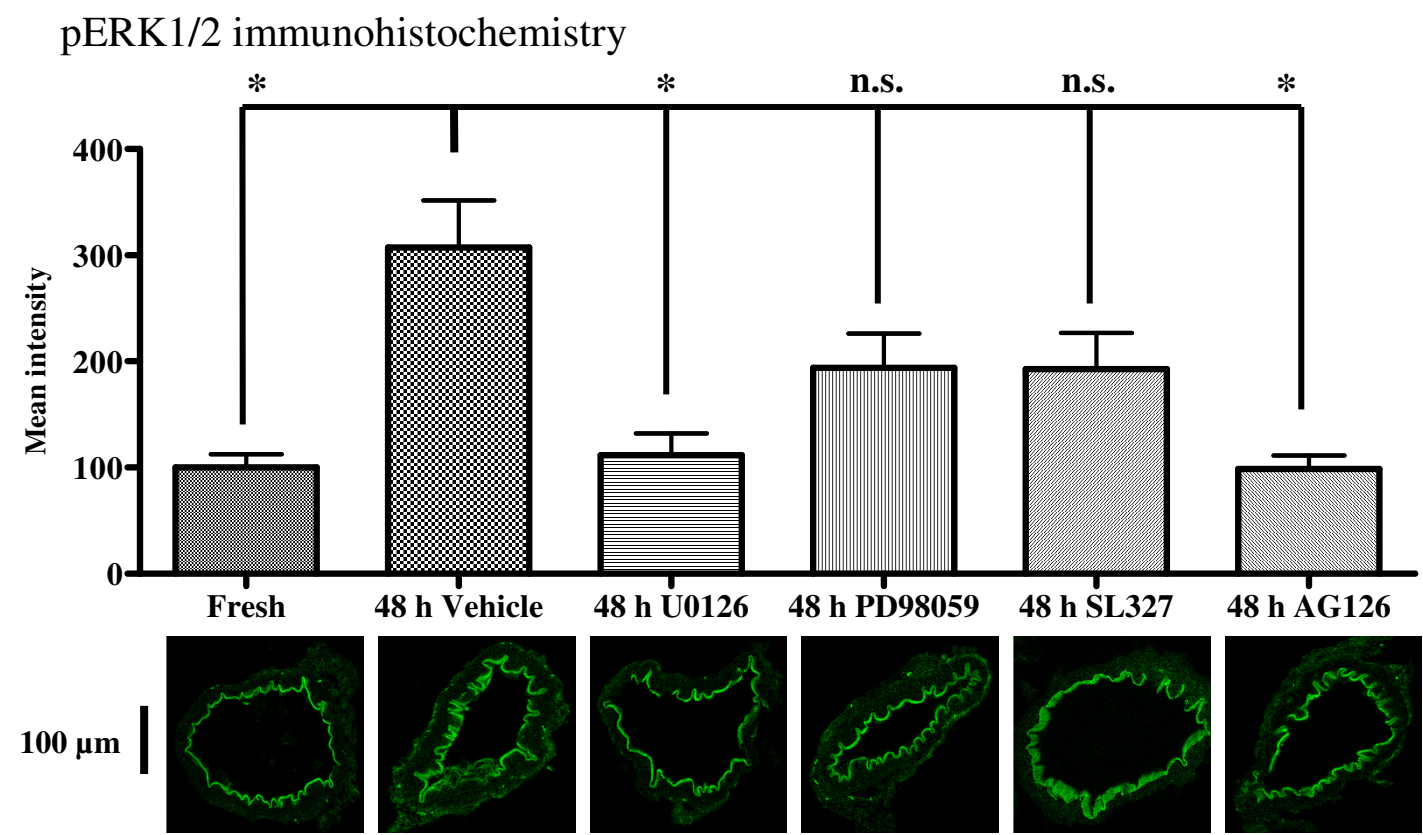 pERK1/2 immunohistochemistry
* * n.s. n.s. *
400
300
200
100
0
Mean intensity
Fresh 48 h Vehicle 48 h U0126 48 h PD98059 48 h SL327 48 h AG126
100 µm